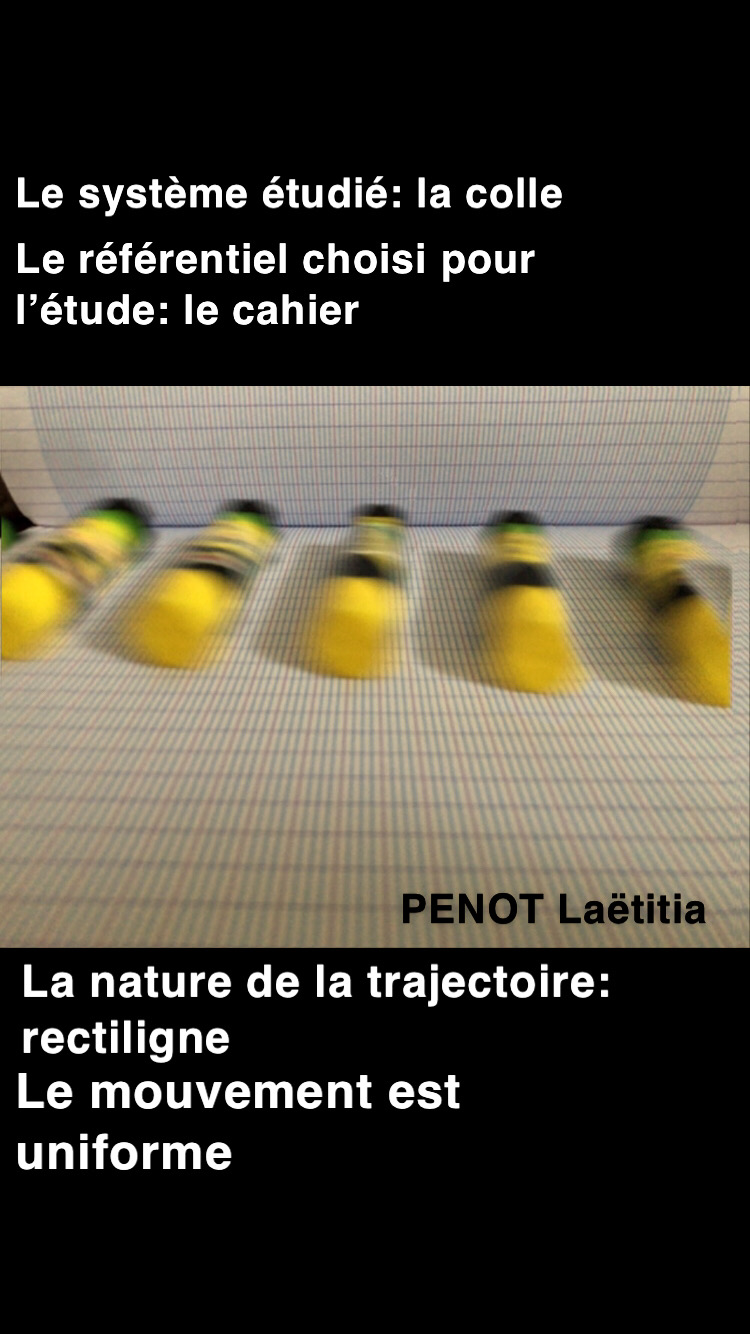 Le système étudié: la colle
Le référentiel choisi pour
l’étude: le cahier
PENOT Laëtitia
La nature de la trajectoire:
rectiligne
Le mouvement est
uniforme